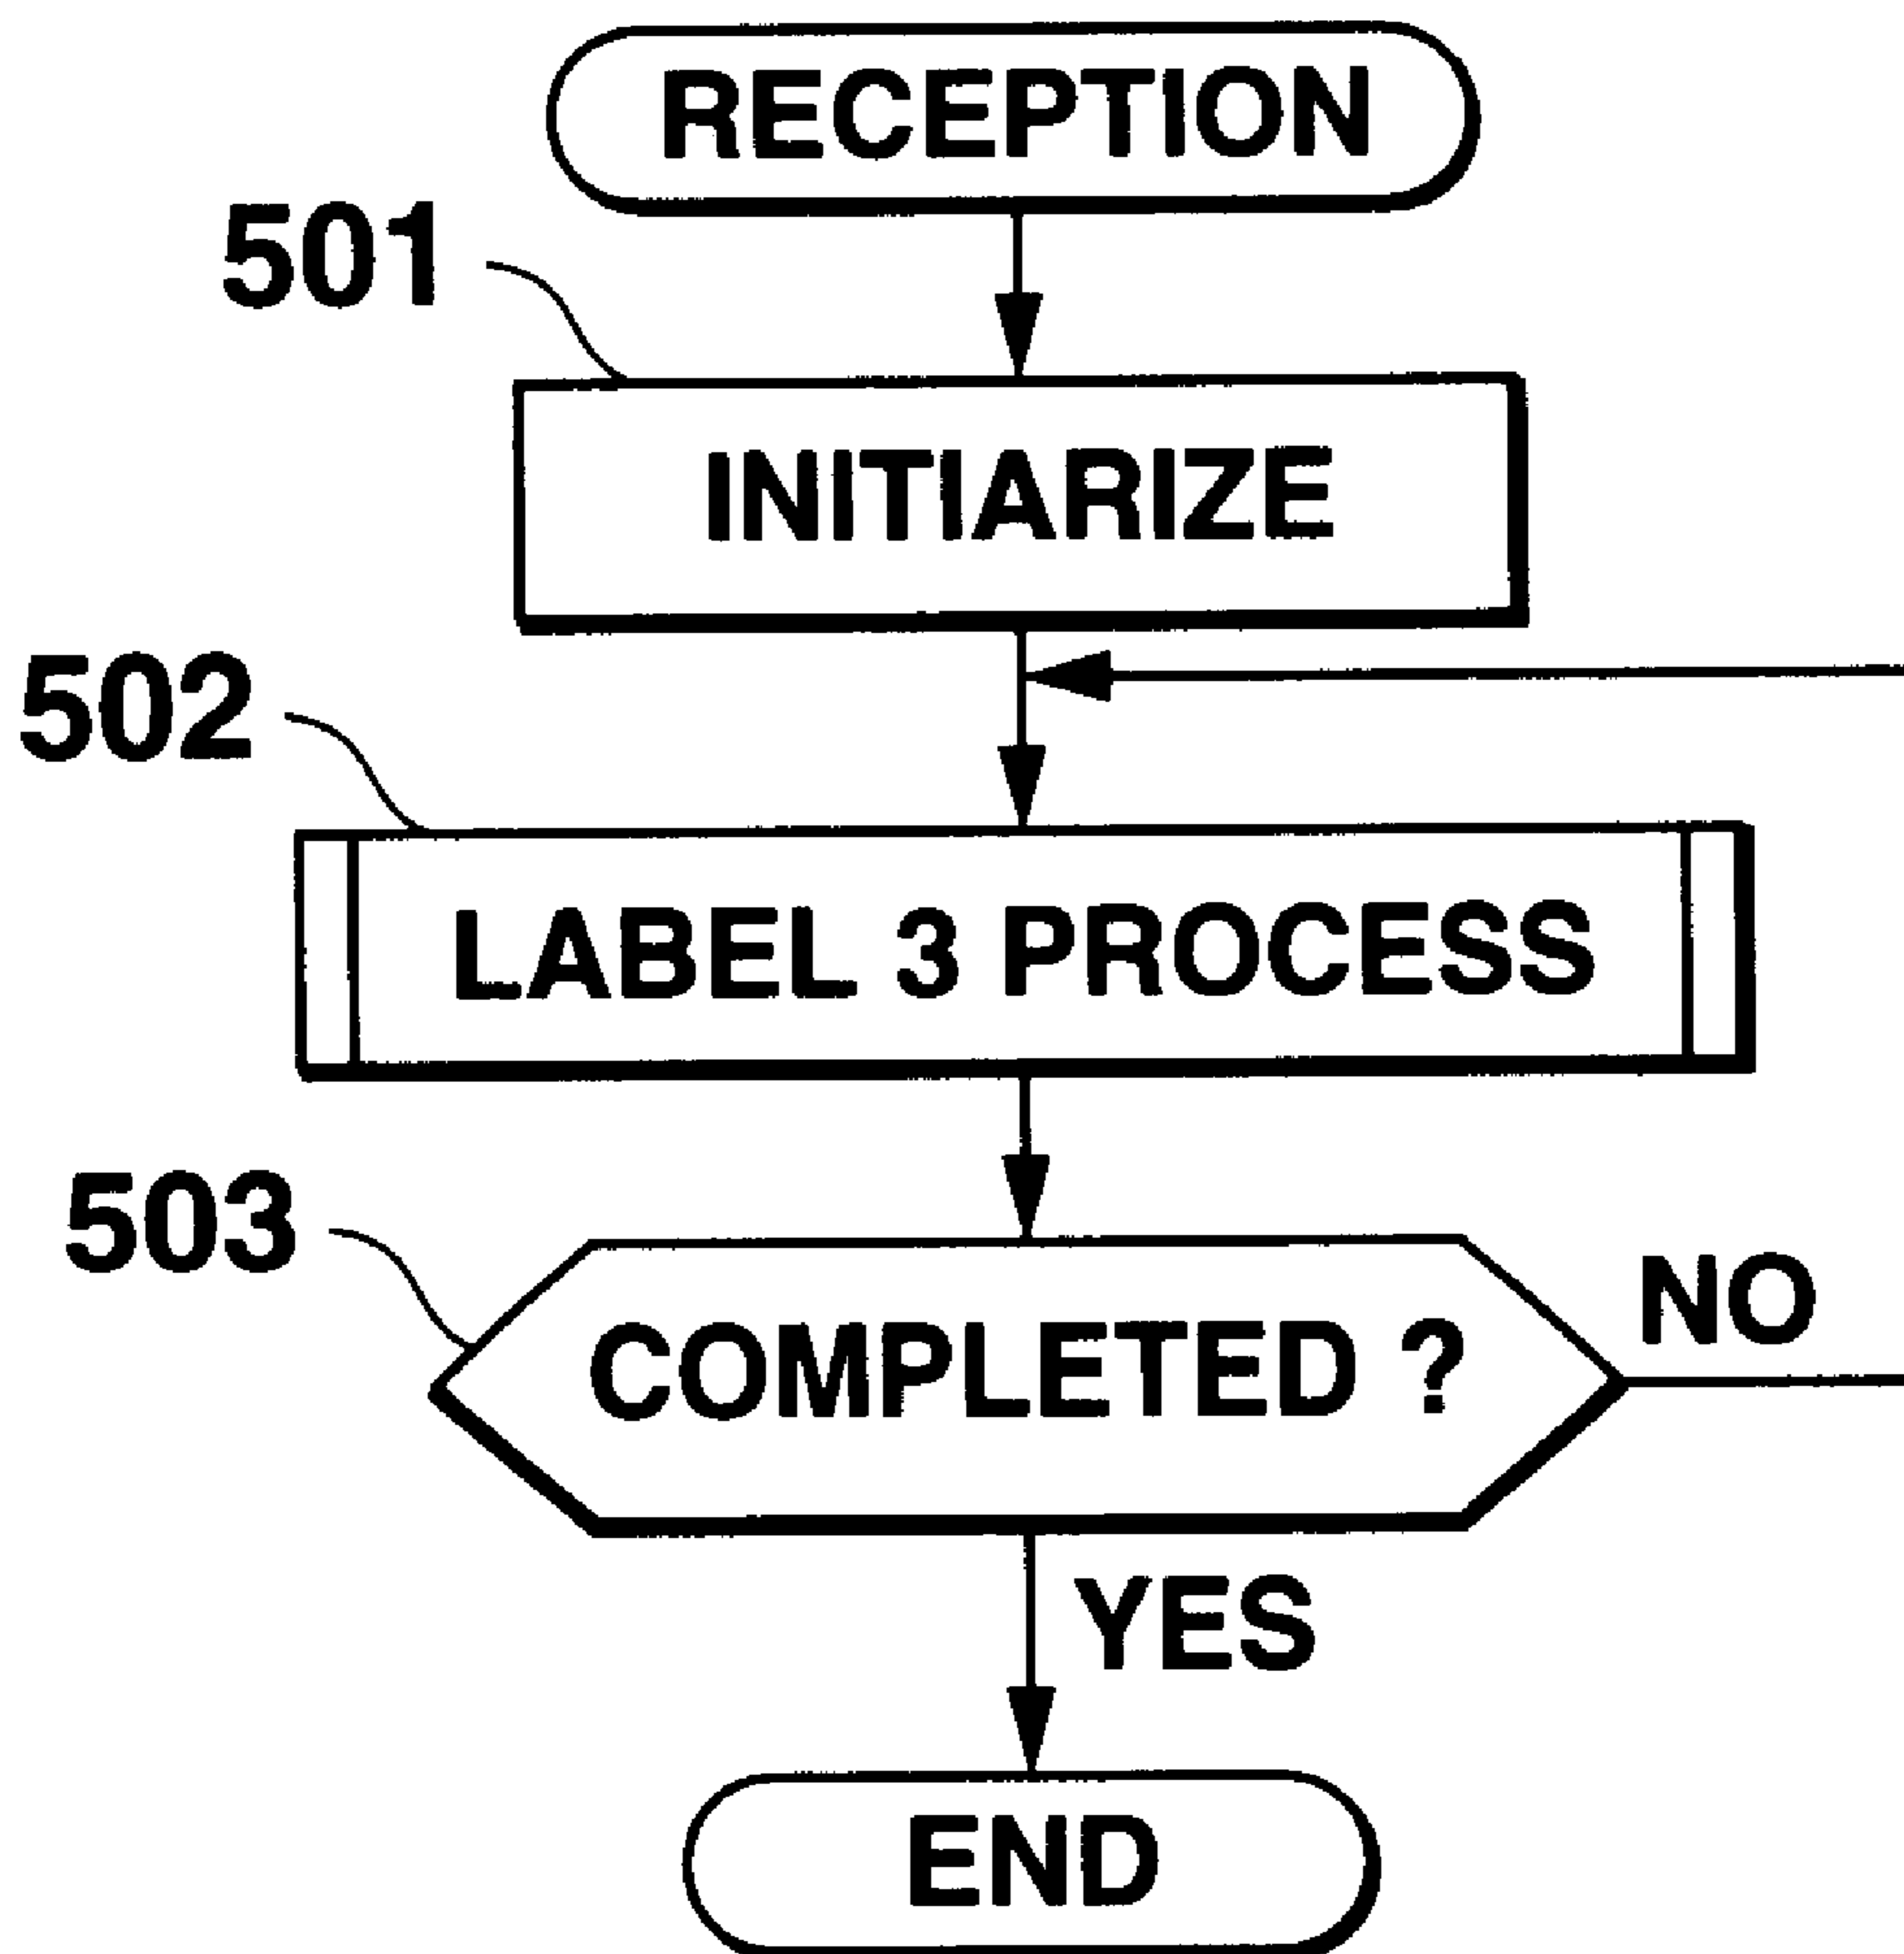 RECEPTION
501
INITIARIZE
502
LABEL 3 PROCESS
503
COMPLETED ?
NO
YES
END